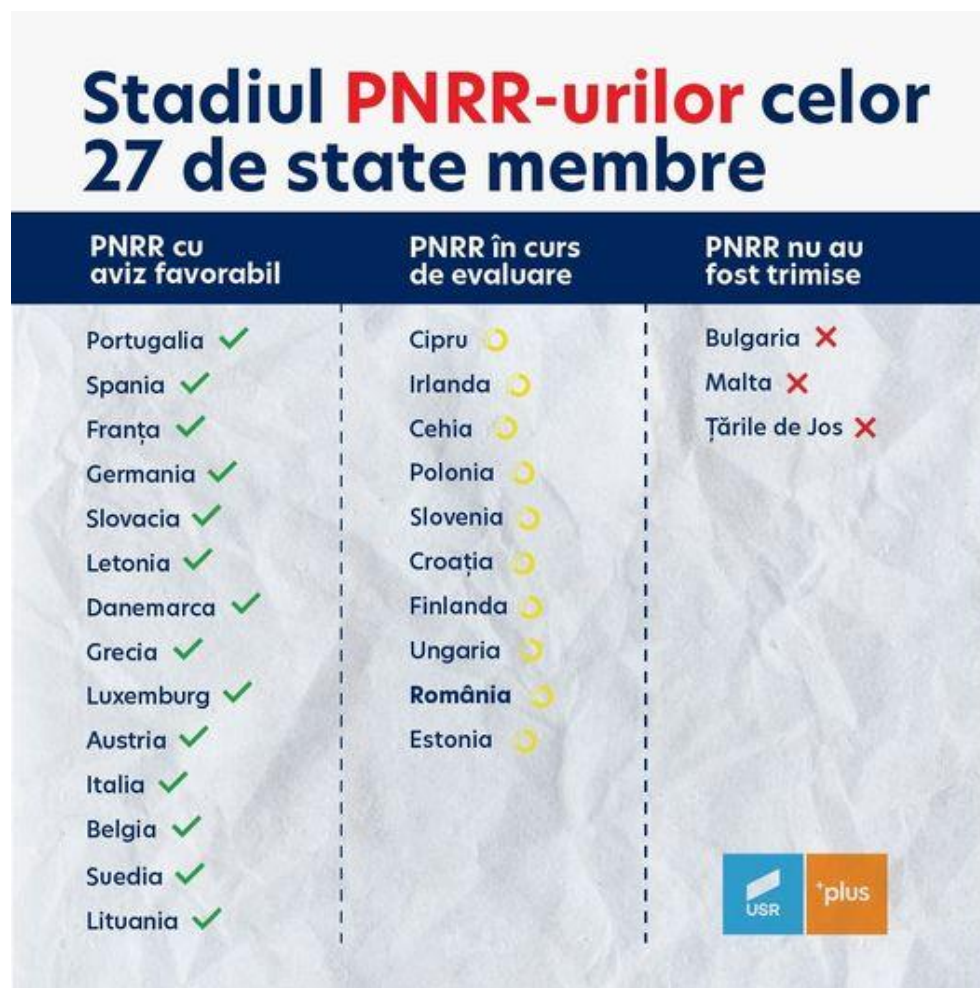 Stadiul PNRR-urilor celor
27 de state membre
PNRR cu
aviz favorabil
Portugalia
Spania
Franța
Germania
Slovacia
Letonia
Danemarca
Grecia
Luxemburg
Austria
Italia
Belgia
Suedia
Lituania
PNRR în curs
de evaluare
Cipru
Irlanda
Cehia
Polonia
Slovenia
Croația
Finlanda
Ungaria
România
Estonia
PNRR nu au
fost trimise
Bulgaria
Malta
Țările de Jos
USR
+plus